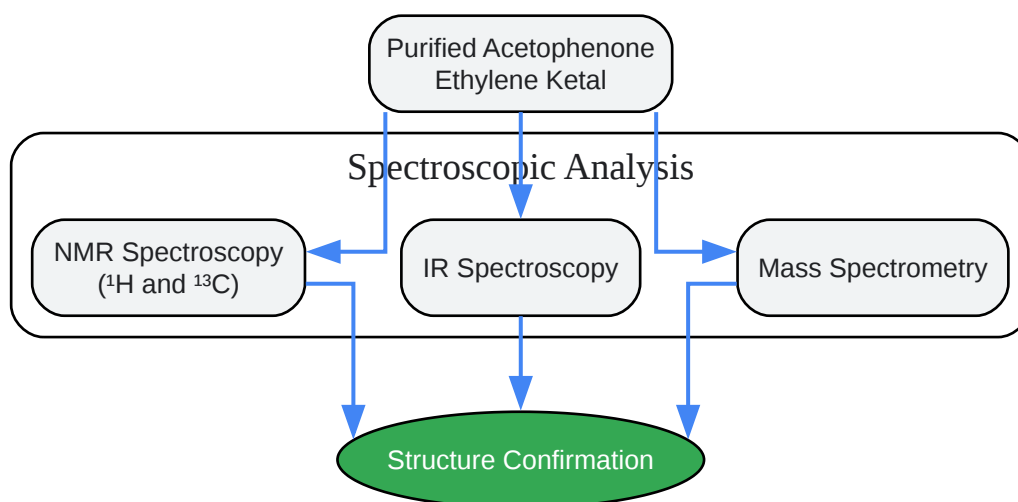 Purified Acetophenone
Ethylene Ketal
Spectroscopic Analysis
NMR Spectroscopy
(¹H and ¹³C)
IR Spectroscopy
Mass Spectrometry
Structure Confirmation